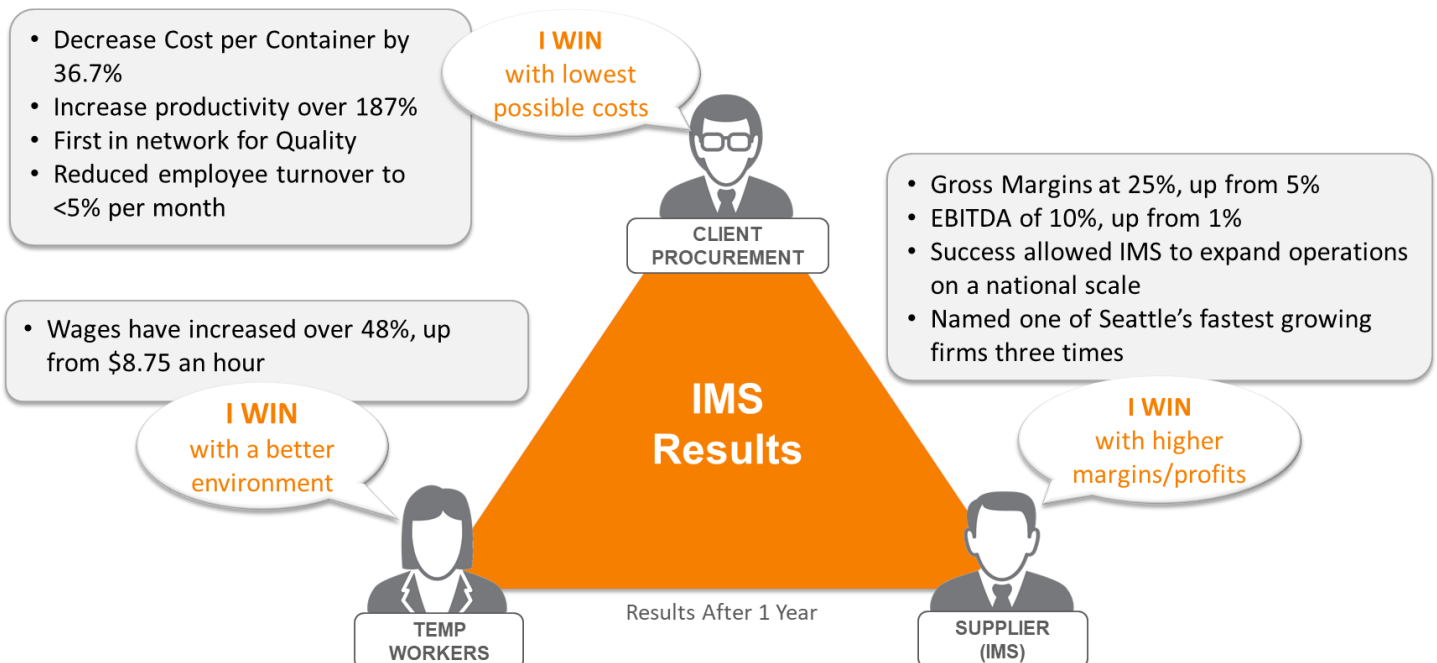 • Decrease Cost per Container by
36.7%
• Increase productivity over 187%
• First in network for Quality
• Reduced employee turnover to
<5% per month
I WIN
with lowest
possible costs
CLIENT
PROCUREMENT
• Gross Margins at 25%, up from 5%
• EBITDA of 10%, up from 1%
• Success allowed IMS to expand operations
on a national scale
• Named one of Seattle’s fastest growing
firms three times
• Wages have increased over 48%, up
from $8.75 an hour
I WIN
with a better
environment
IMS
Results
I WIN
with higher
margins/profits
TEMP
WORKERS
Results After 1 Year
SUPPLIER
(IMS)